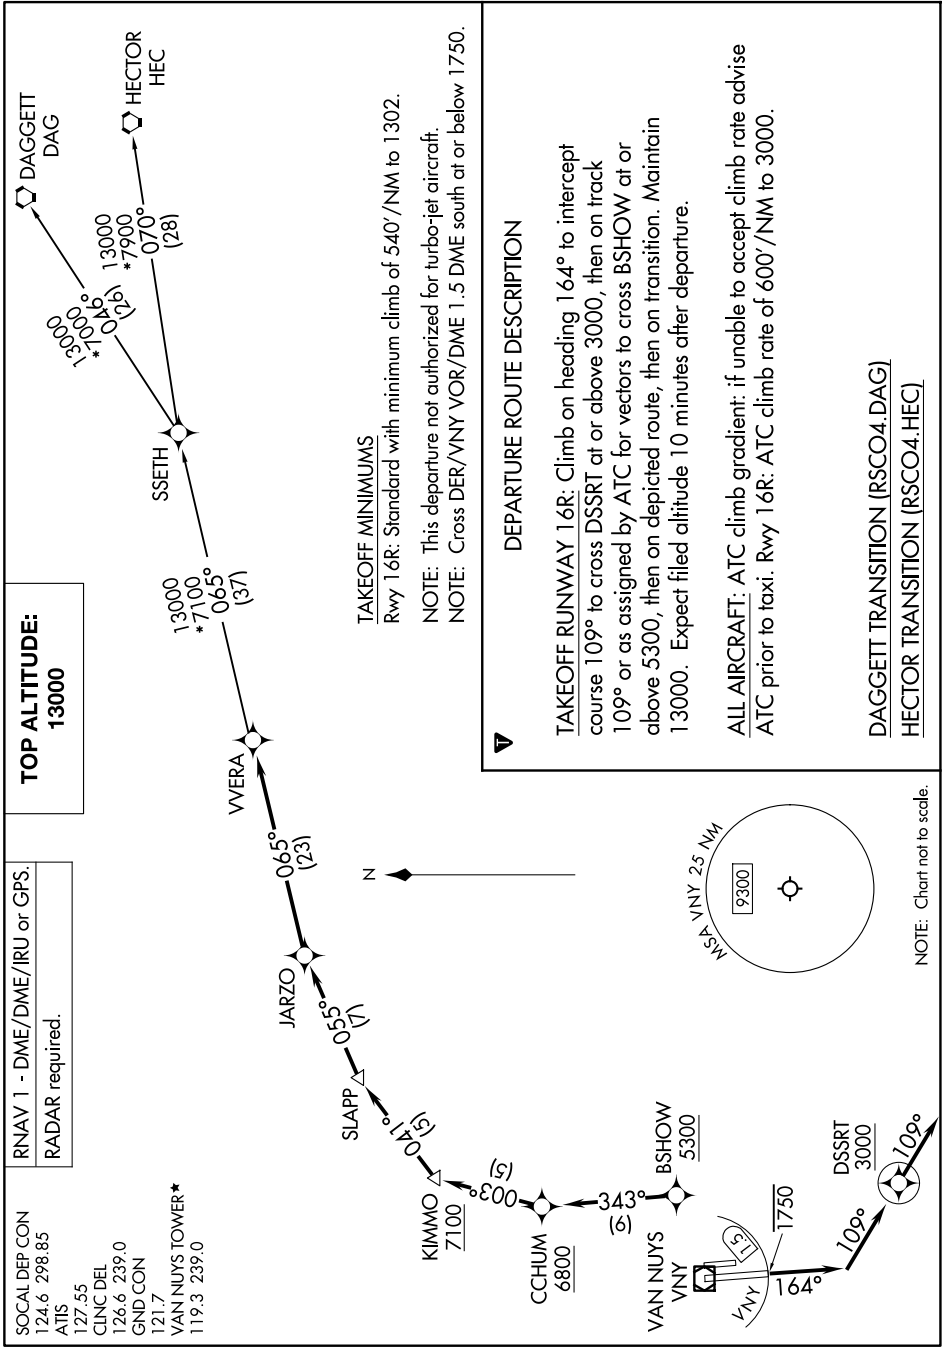 SOCAL DEP CON
124.6 298.85
ATIS
127.55
CLNC DEL
126.6 239.0
GND CON
121.7
VAN NUYS TOWER★
119.3 239.0
RNAV 1 - DME/DME/IRU or GPS.
RADAR required.
TOP ALTITUDE:
13000
DAGGETT
DAG
HECTOR
HEC
13000
*7000
046°
(26)
13000
*7900
070°
(28)
SSETH
13000
*7100
065°
(37)
VVERA
065°
(23)
JARZO
055°
(7)
SLAPP
041°
(5)
KIMMO
7100
003°
(5)
CCHUM
6800
343°
(6)
BSHOW
5300
VAN NUYS
VNY
1.5
VNY
1750
164°
109°
DSSRT
3000
109°
N
MSA VNY 25 NM
9300
NOTE: Chart not to scale.
TAKEOFF MINIMUMS
Rwy 16R: Standard with minimum climb of 540'/NM to 1302.
NOTE: This departure not authorized for turbo-jet aircraft.
NOTE: Cross DER/VNY VOR/DME 1.5 DME south at or below 1750.
T
DEPARTURE ROUTE DESCRIPTION
TAKEOFF RUNWAY 16R: Climb on heading 164° to intercept
course 109° to cross DSSRT at or above 3000, then on track
109° or as assigned by ATC for vectors to cross BSHOW at or
above 5300, then on depicted route, then on transition. Maintain
13000. Expect filed altitude 10 minutes after departure.
ALL AIRCRAFT: ATC climb gradient: if unable to accept climb rate advise
ATC prior to taxi. Rwy 16R: ATC climb rate of 600'/NM to 3000.
DAGGETT TRANSITION (RSCO4.DAG)
HECTOR TRANSITION (RSCO4.HEC)